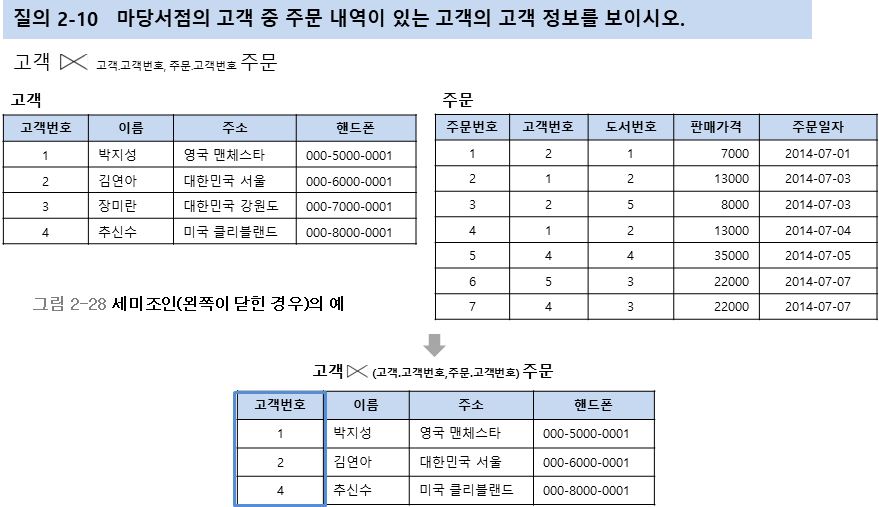 질의 2-10 마당서점의 고객 중 주문 내역이 있는 고객의 고객 정보를 보이시오.
고객 ⋉ 고객.고객번호, 주문.고객번호 주문
고객
고객번호 이름 주소 핸드폰
1 박지성 영국 맨체스타 000-5000-0001
2 김연아 대한민국 서울 000-6000-0001
3 장미란 대한민국 강원도 000-7000-0001
4 추신수 미국 클리블랜드 000-8000-0001
주문
주문번호 고객번호 도서번호 판매가격 주문일자
1 2 1 7000 2014-07-01
2 1 2 13000 2014-07-03
3 2 5 8000 2014-07-03
4 1 2 13000 2014-07-04
5 4 4 35000 2014-07-05
6 5 3 22000 2014-07-07
7 4 3 22000 2014-07-07
그림 2-28 세미조인(왼쪽이 닫힌 경우)의 예
고객 ⋉ (고객.고객번호,주문.고객번호) 주문
고객번호 이름 주소 핸드폰
1 박지성 영국 맨체스타 000-5000-0001
2 김연아 대한민국 서울 000-6000-0001
4 추신수 미국 클리블랜드 000-8000-0001